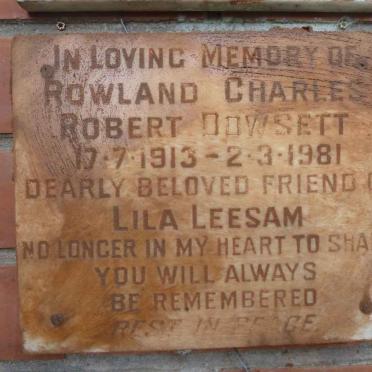 IN LOVING MEMORY OF
ROWLAND CHARLES
ROBERT DOWSETT
17·7·1913 - 2·3·1981
DEARLY BELOVED FRIEND
LILA LEESAM
NO LONGER IN MY HEART TO
YOU WILL ALWAYS
BE REMEMBERED
REST IN PEACE